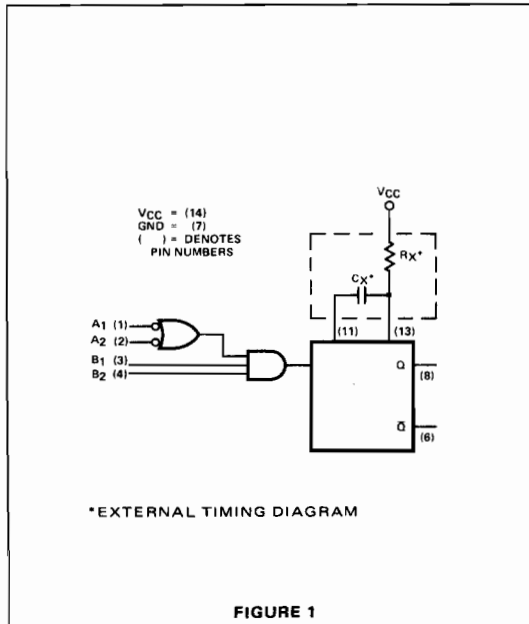 VCC = (14)
GND = (7)
( ) = DENOTES
PIN NUMBERS
VCC
RX*
CX*
(11)
(13)
A1 (1)
A2 (2)
B1 (3)
B2 (4)
Q
(8)
Q̅
(6)
*EXTERNAL TIMING DIAGRAM
FIGURE 1